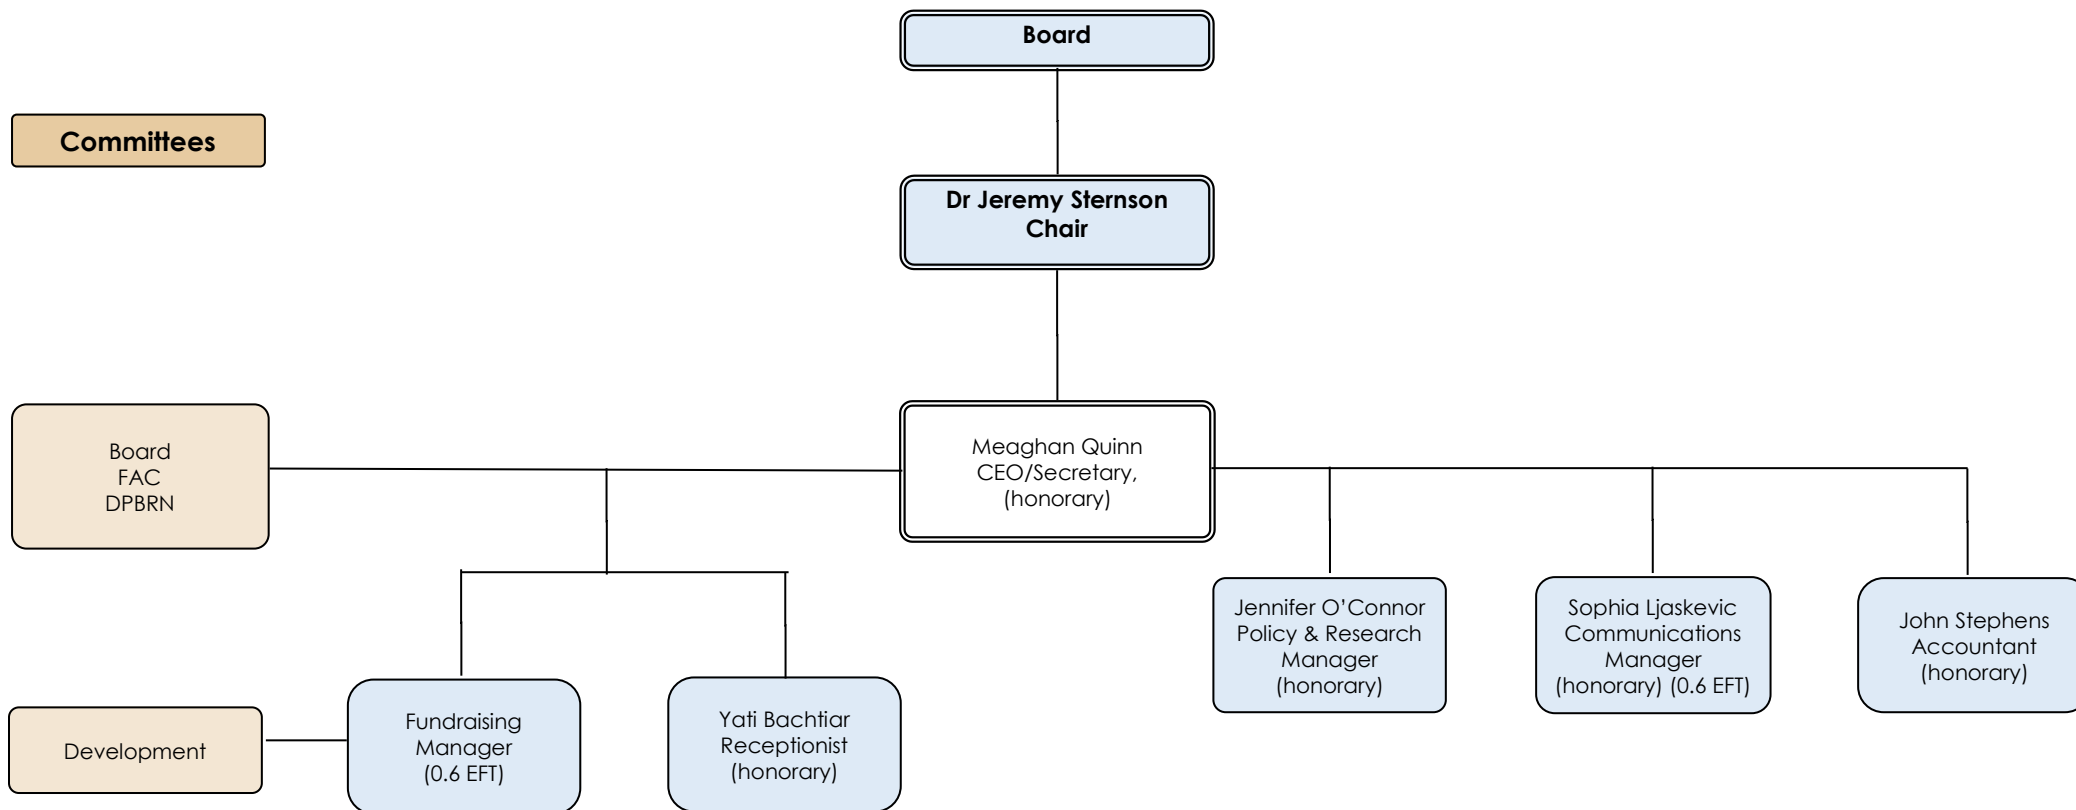 Board
Committees
Dr Jeremy Sternson
Chair
Board
FAC
DPBRN
Meaghan Quinn
CEO/Secretary,
(honorary)
Jennifer O’Connor
Policy & Research
Manager
(honorary)
Sophia Ljaskevic
Communications
Manager
(honorary) (0.6 EFT)
John Stephens
Accountant
(honorary)
Development
Fundraising
Manager
(0.6 EFT)
Yati Bachtiar
Receptionist
(honorary)